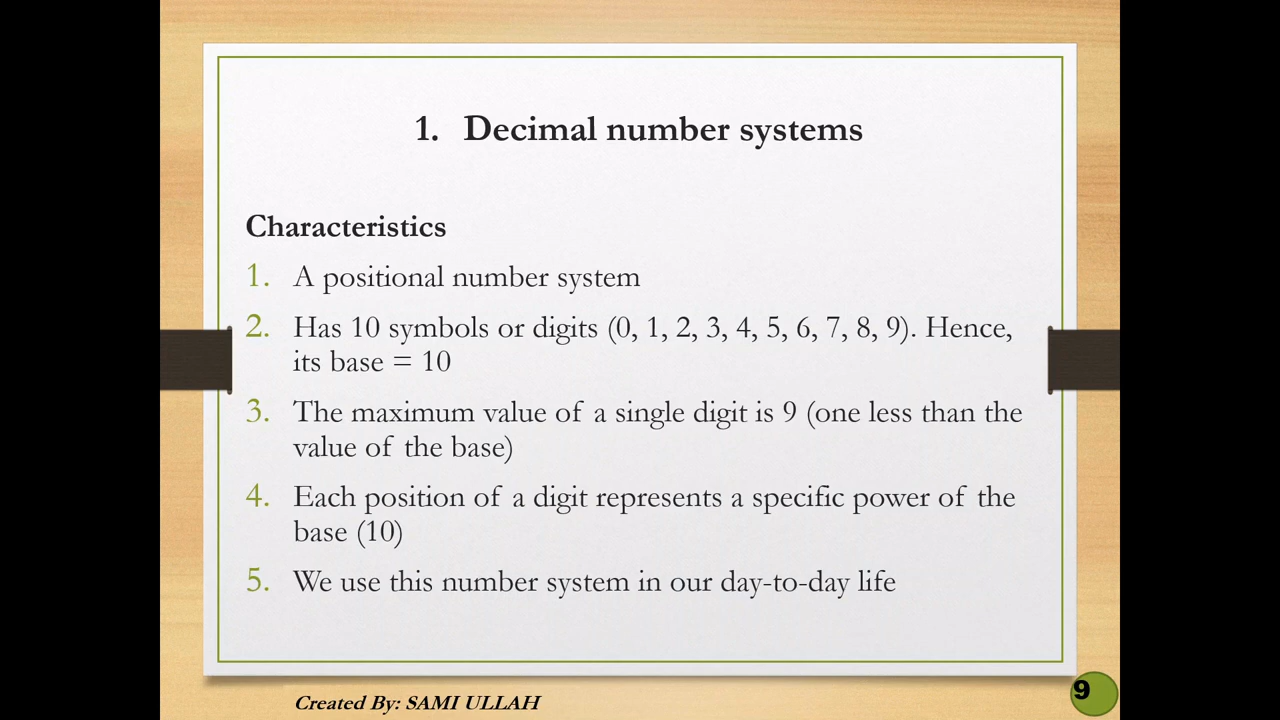 1. Decimal number systems
Characteristics
1. A positional number system
2. Has 10 symbols or digits (0, 1, 2, 3, 4, 5, 6, 7, 8, 9). Hence,
its base = 10
3. The maximum value of a single digit is 9 (one less than the
value of the base)
4. Each position of a digit represents a specific power of the
base (10)
5. We use this number system in our day-to-day life
Created By: SAMI ULLAH
9